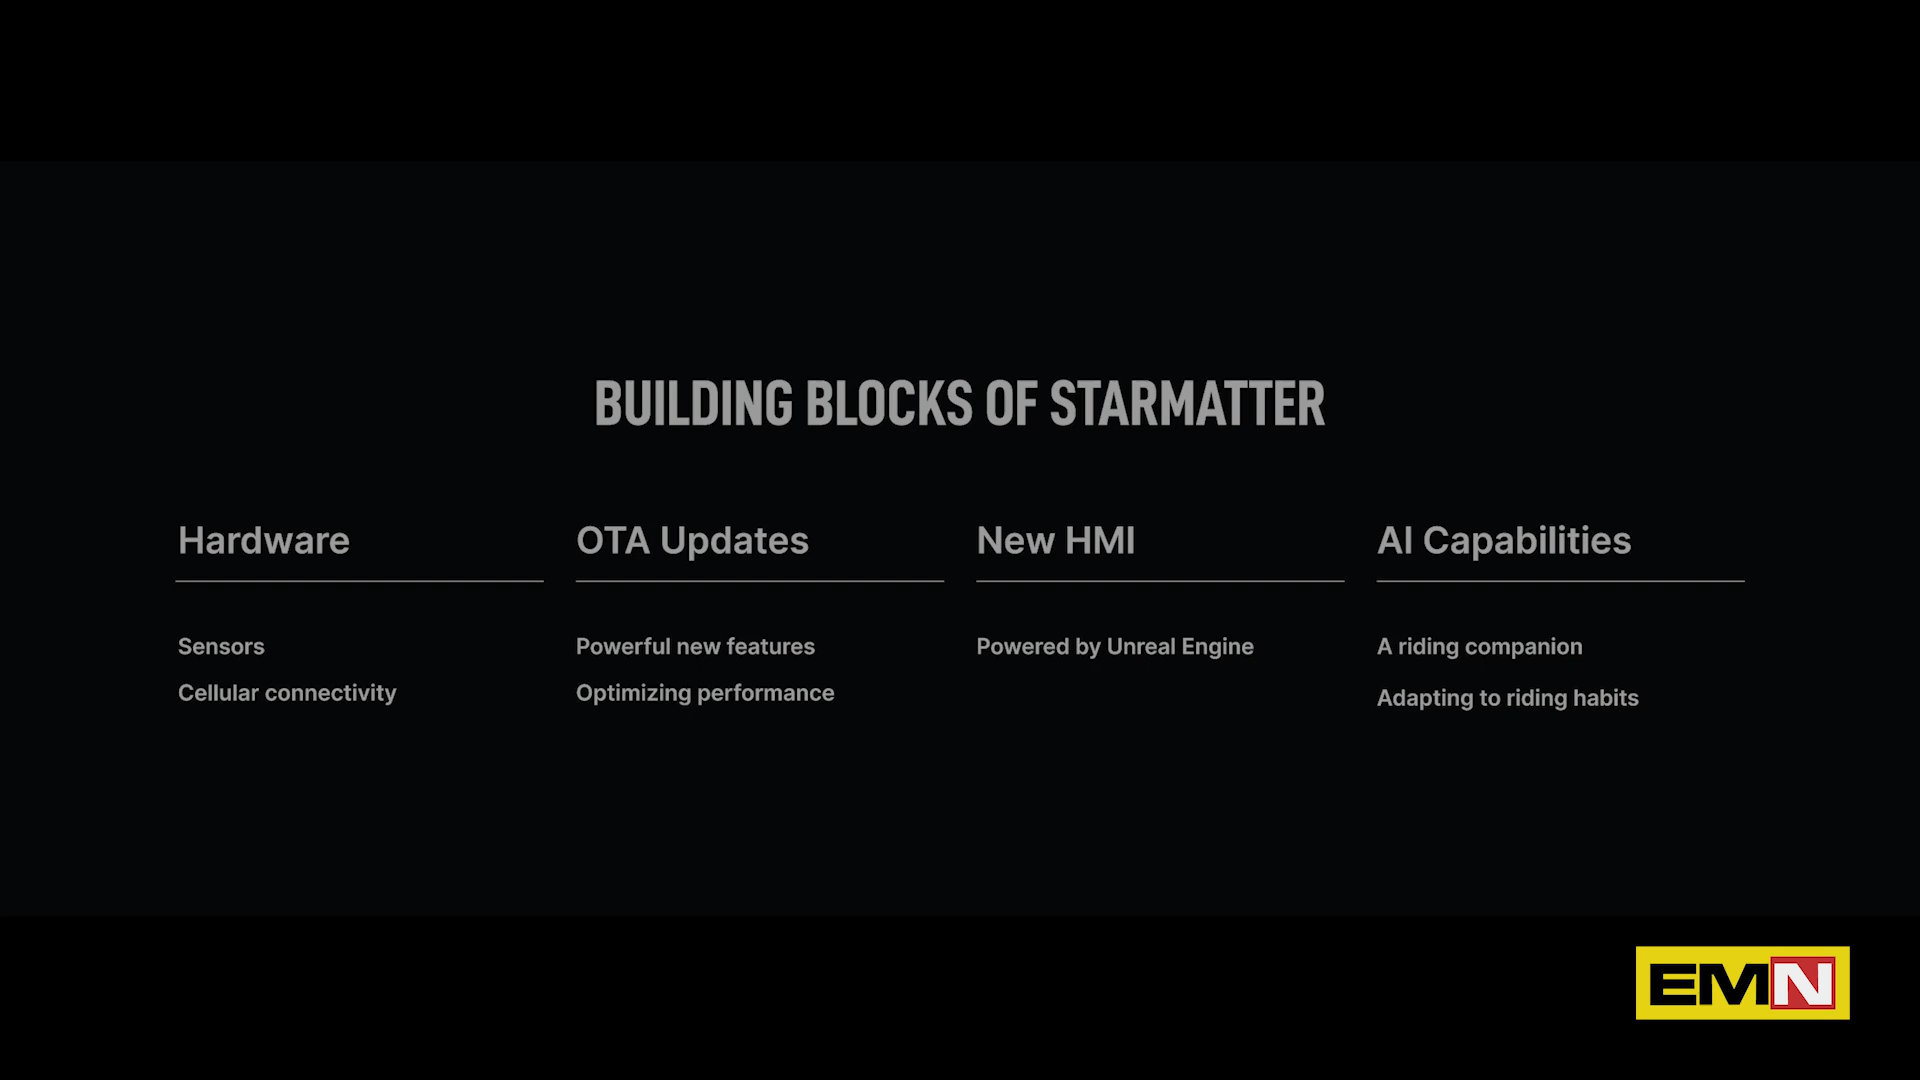 BUILDING BLOCKS OF STARMATTER
Hardware
Sensors
Cellular connectivity
OTA Updates
Powerful new features
Optimizing performance
New HMI
Powered by Unreal Engine
AI Capabilities
A riding companion
Adapting to riding habits
EMN